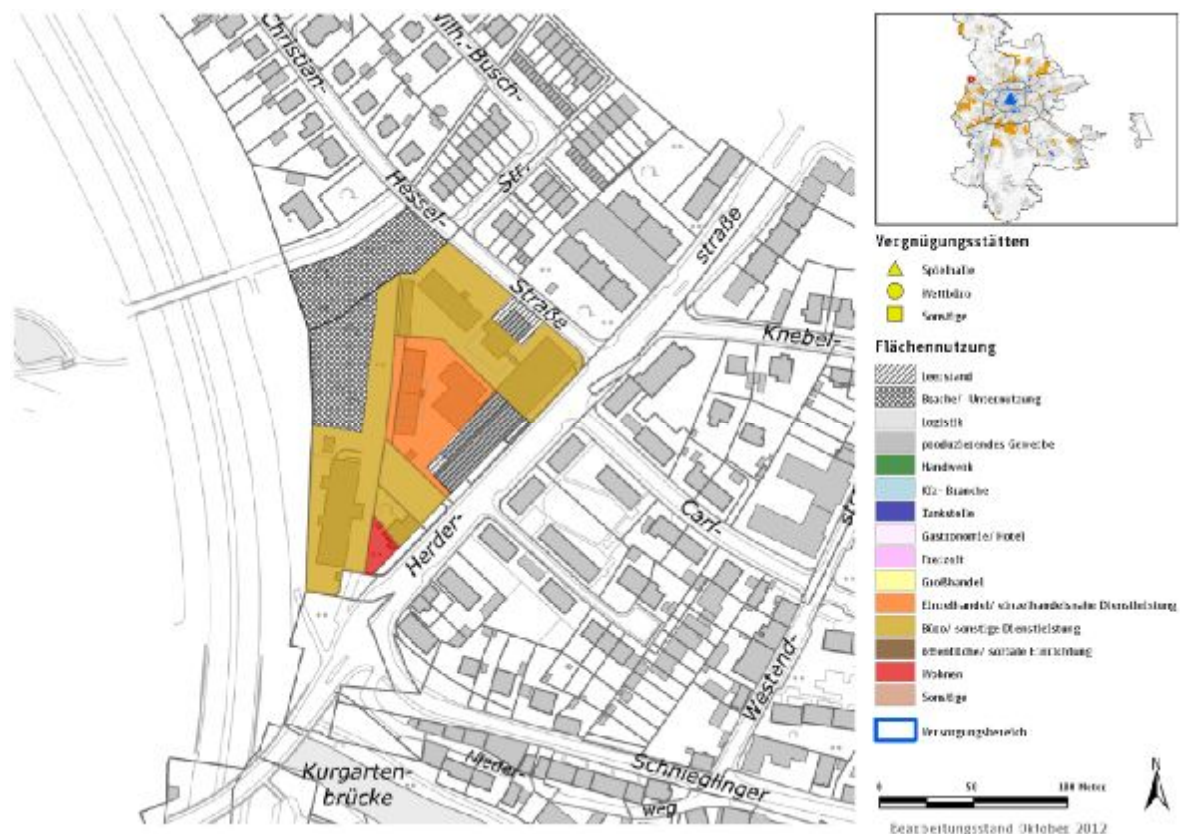 Christian-
Wilh.-Busch-
Str.
Hessel-
Straße
straße
Knebel-
Carl-
str.
Herder-
Westend-
Schnieglinger
Nieder-
weg
Kurgarten-
brücke
Vergnügungsstätten
Spielhalle
Wettbüro
Sonstige
Flächennutzung
Leerstand
Brache/ Unternutzung
Logistik
produzierendes Gewerbe
Handwerk
Kfz-Branche
Tankstelle
Gastronomie/ Hotel
Freizeit
Großhandel
Einzelhandel/ einzelhandelsnahe Dienstleistung
Büro/ sonstige Dienstleistung
öffentliche/ soziale Einrichtung
Wohnen
Sonstige
Versorgungsbereich
N
0 50 100 Meter
Bearbeitungsstand Oktober 2012